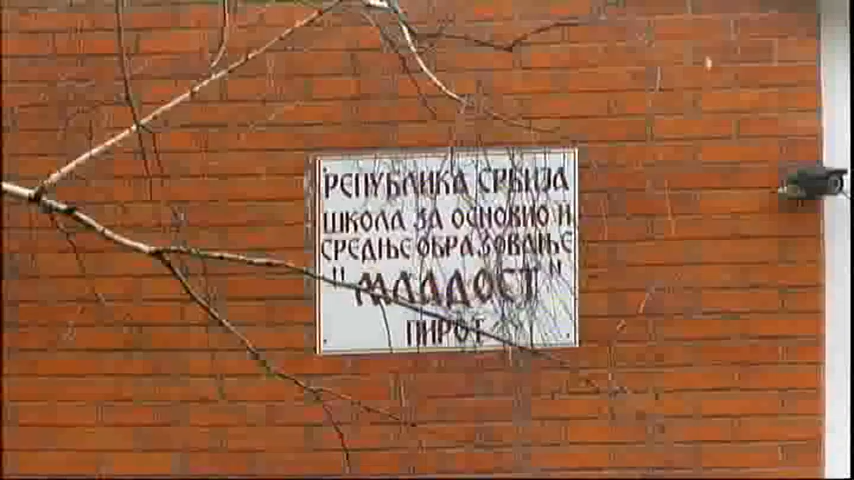 РЕПУБЛИКА СРБИЈА
ШКОЛА ЗА ОСНОВНО И
СРЕДЊЕ ОБРАЗОВАЊЕ
"МЛАДОСТ"
ПИРОТ